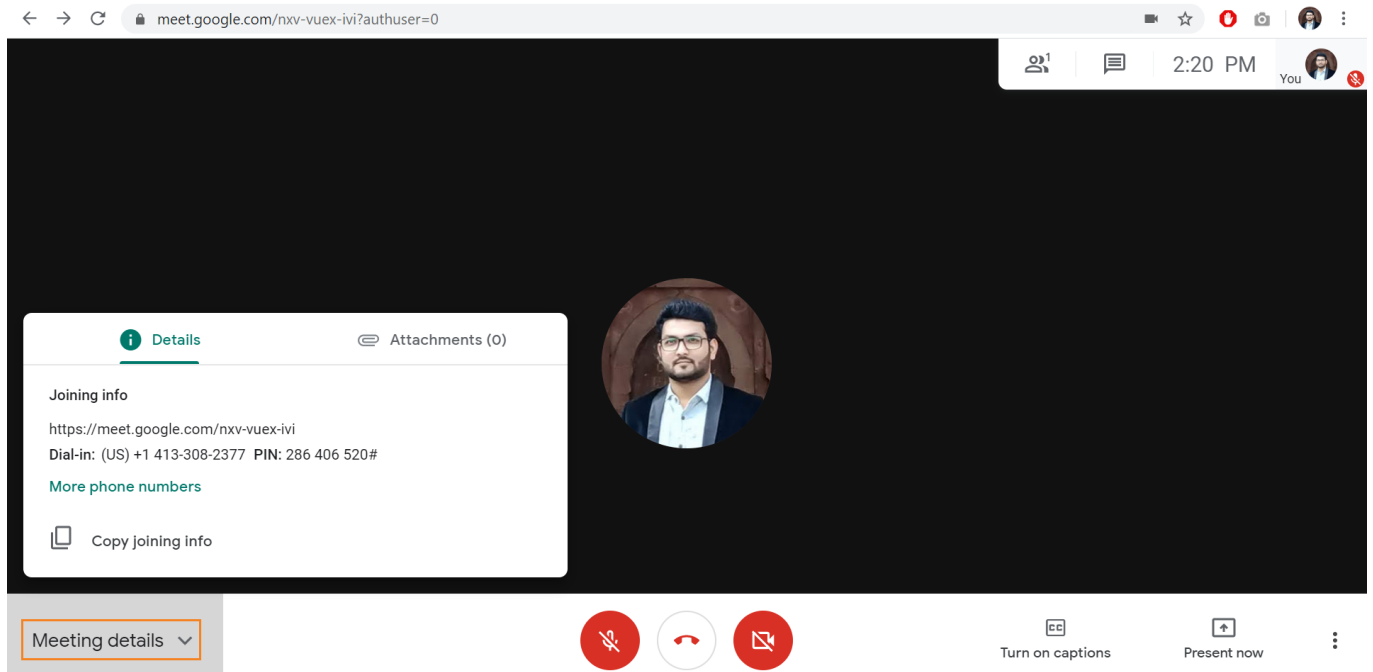 meet.google.com/nxv-vuex-ivi?authuser=0
1
2:20 PM
You
Details
Attachments (0)
Joining info
https://meet.google.com/nxv-vuex-ivi
Dial-in: (US) +1 413-308-2377 PIN: 286 406 520#
More phone numbers
Copy joining info
Meeting details
CC
Turn on captions
Present now